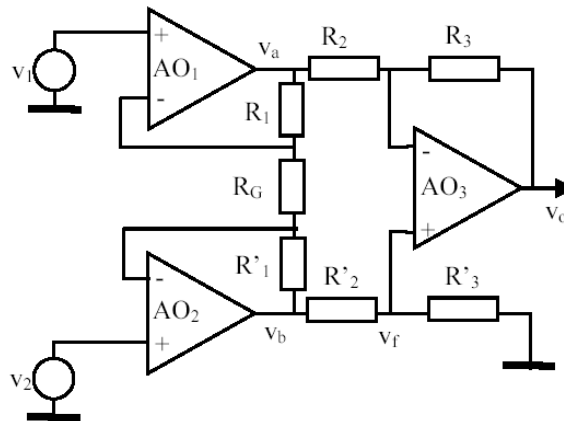 +
v1
AO1
va
R2
R3
-
R1
RG
-
AO3
+
vo
R'1
-
AO2
+
vb
R'2
vf
R'3
v2